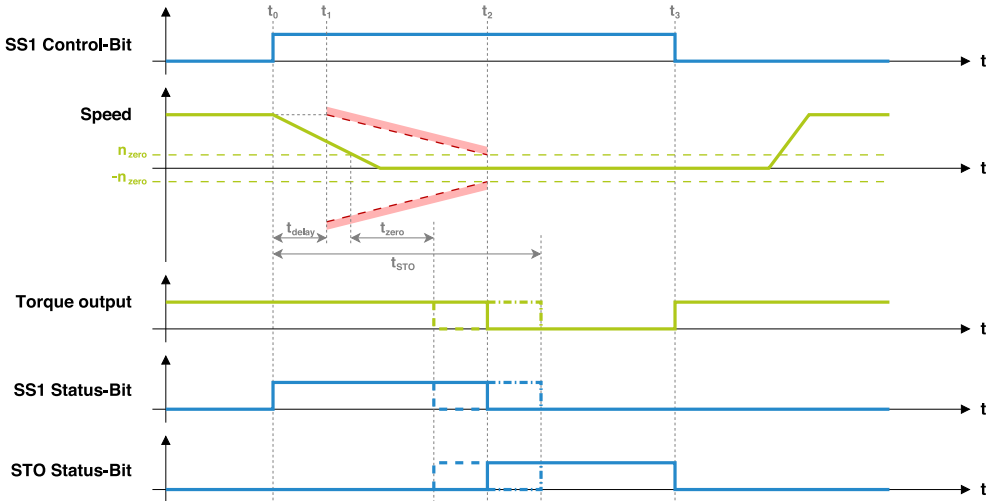 t0 t1 t2 t3
SS1 Control-Bit
t
Speed
nzero
t
-nzero
tdelay tzero
tSTO
Torque output
t
SS1 Status-Bit
t
STO Status-Bit
t